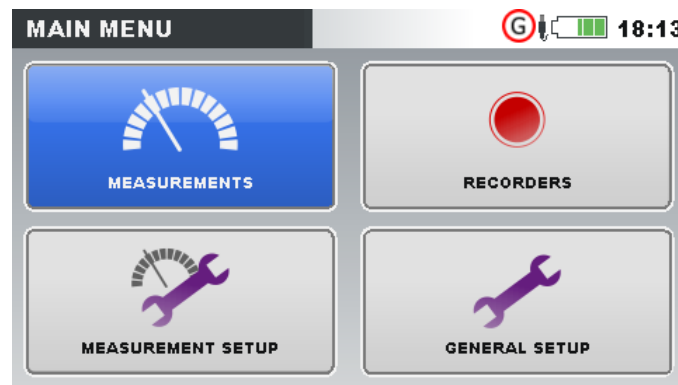 MAIN MENU
G 18:13
MEASUREMENTS
RECORDERS
MEASUREMENT SETUP
GENERAL SETUP